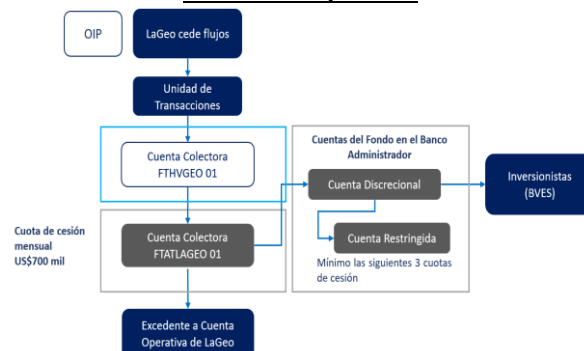 OIP
LaGeo cede flujos
Unidad de
Transacciones
Cuenta Colectora
FTHVGEO 01
Cuota de cesión
mensual
US$700 mil
Cuenta Colectora
FTATLAGEO 01
Excedente a Cuenta
Operativa de LaGeo
Cuentas del Fondo en el Banco
Administrador
Cuenta Discrecional
Cuenta Restringida
Mínimo las siguientes 3 cuotas
de cesión
Inversionistas
(BVES)